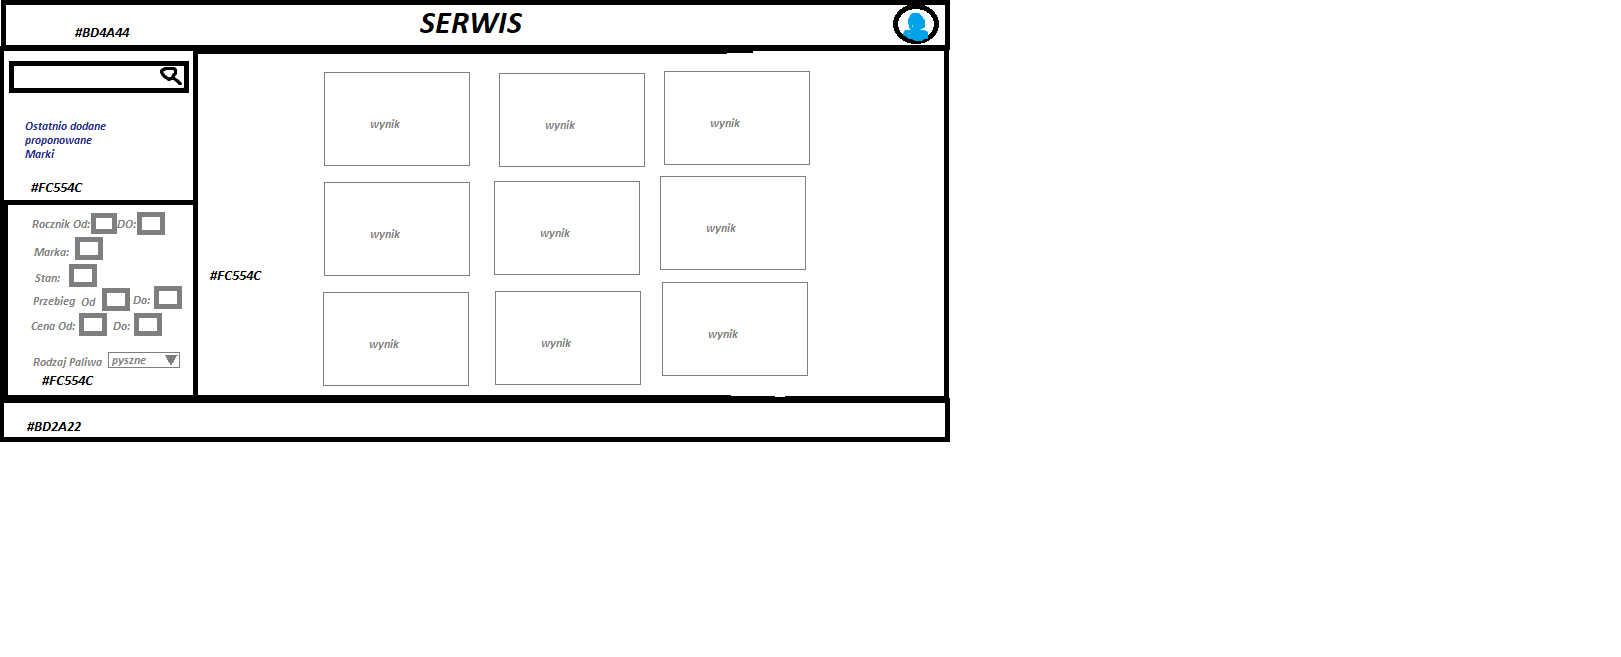 #BD4A44
SERWIS
Ostatnio dodane
proponowane
Marki
#FC554C
Rocznik Od: DO:
Marka:
Stan:
Przebieg Od Do:
Cena Od: Do:
Rodzaj Paliwa pyszne
#FC554C
wynik wynik wynik
wynik wynik wynik
#FC554C
wynik wynik wynik
#BD2A22